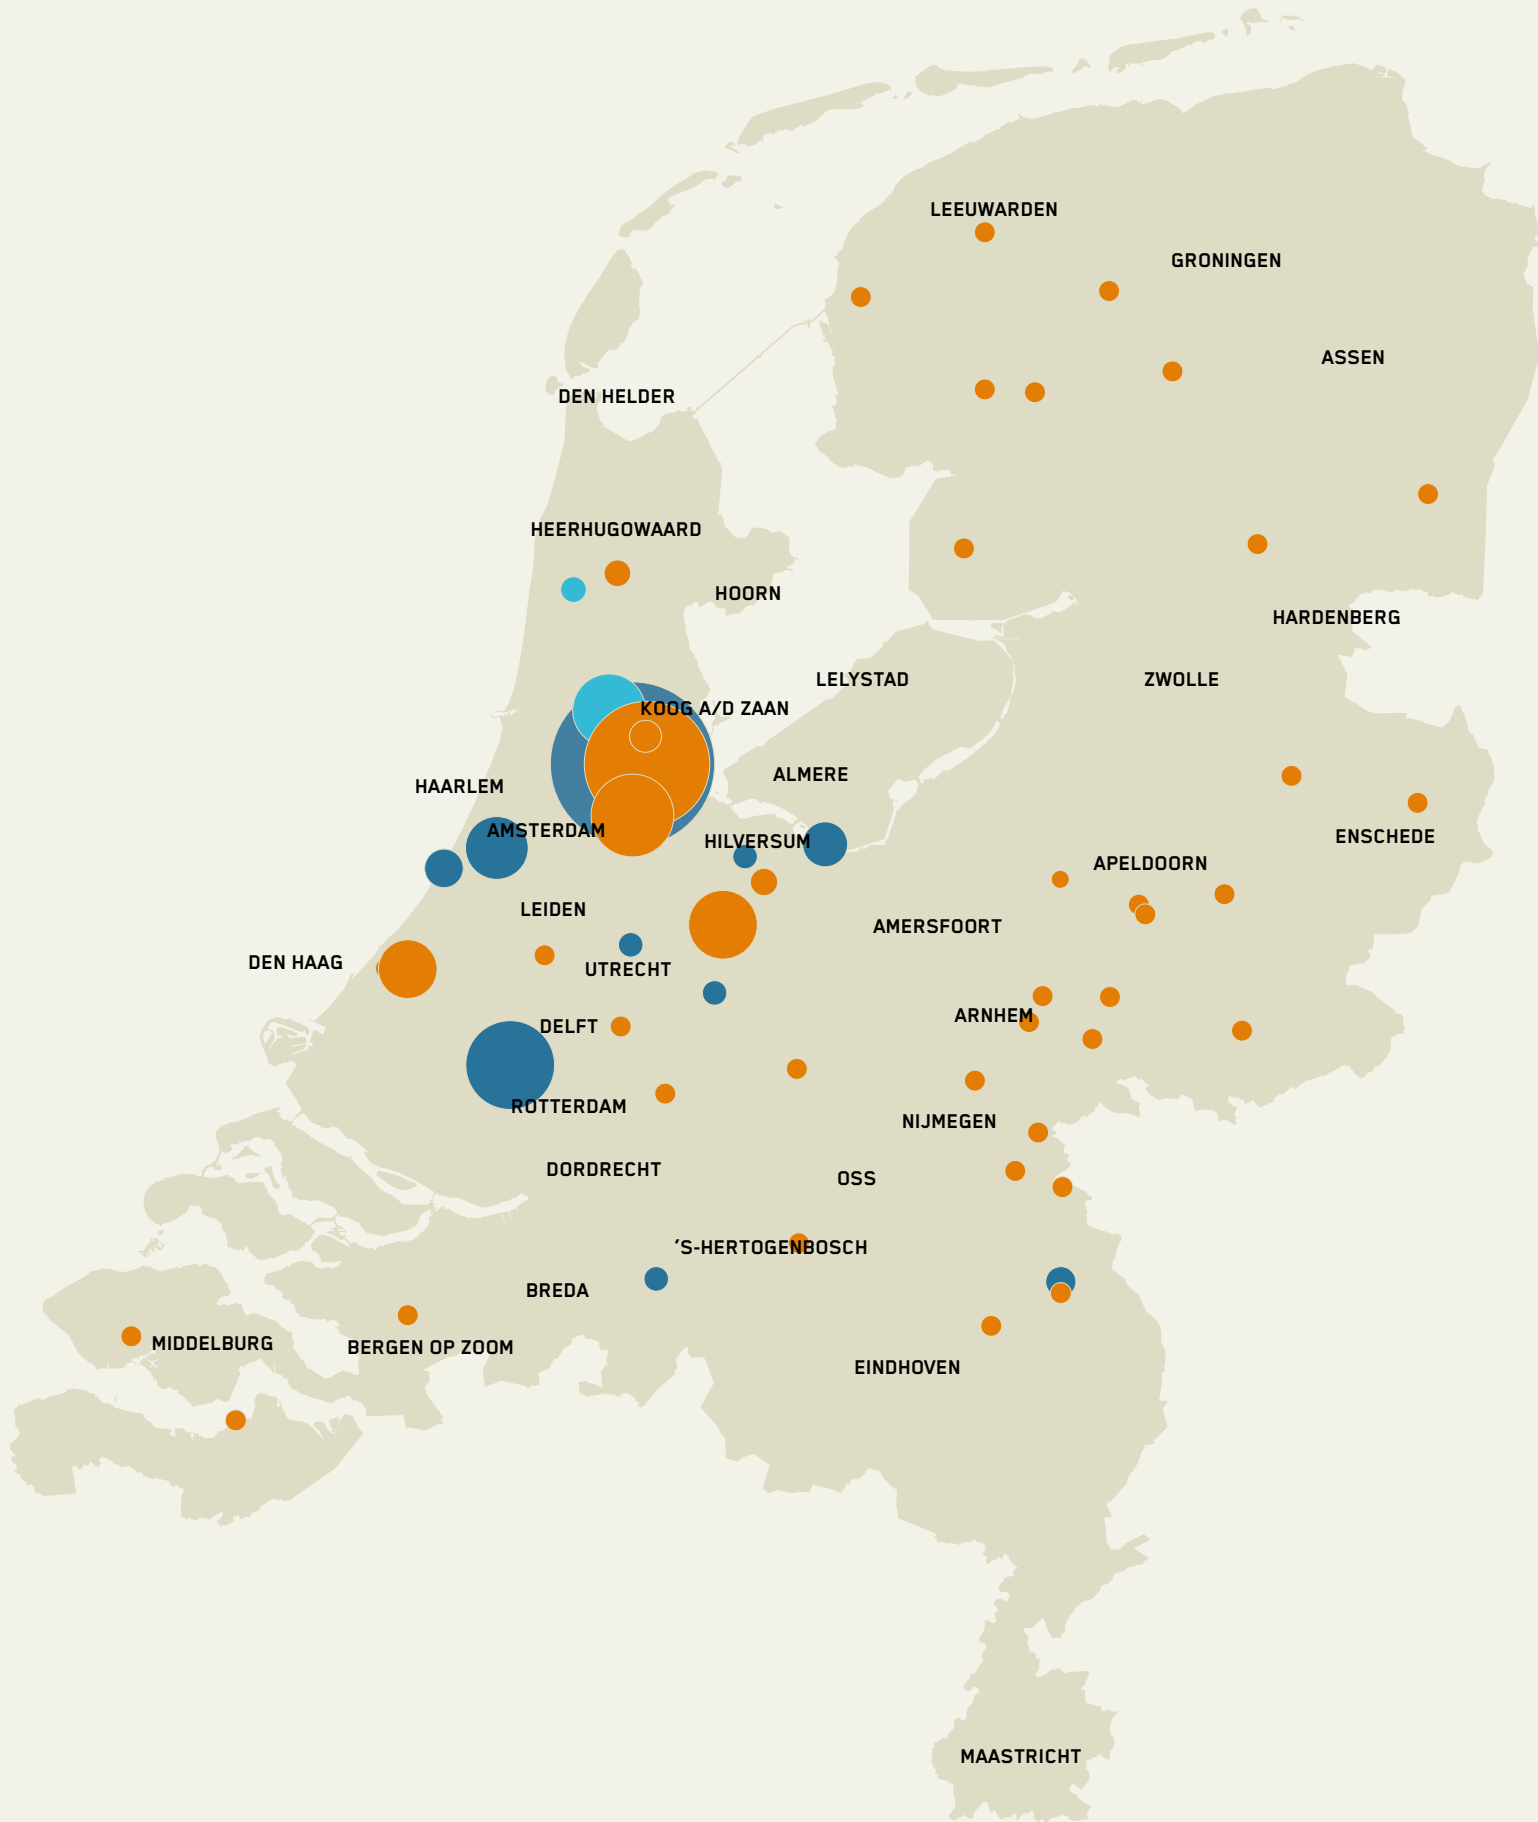 LEEUWARDEN
GRONINGEN
ASSEN
DEN HELDER
HEERHUGOWAARD
HOORN
HARDENBERG
LELYSTAD
ZWOLLE
KOOG A/D ZAAN
ALMERE
HAARLEM
AMSTERDAM
HILVERSUM
ENSCHEDE
APELDOORN
LEIDEN
AMERSFOORT
DEN HAAG
UTRECHT
ARNHEM
DELFT
ROTTERDAM
NIJMEGEN
DORDRECHT
OSS
'S-HERTOGENBOSCH
BREDA
MIDDELBURG
BERGEN OP ZOOM
EINDHOVEN
MAASTRICHT